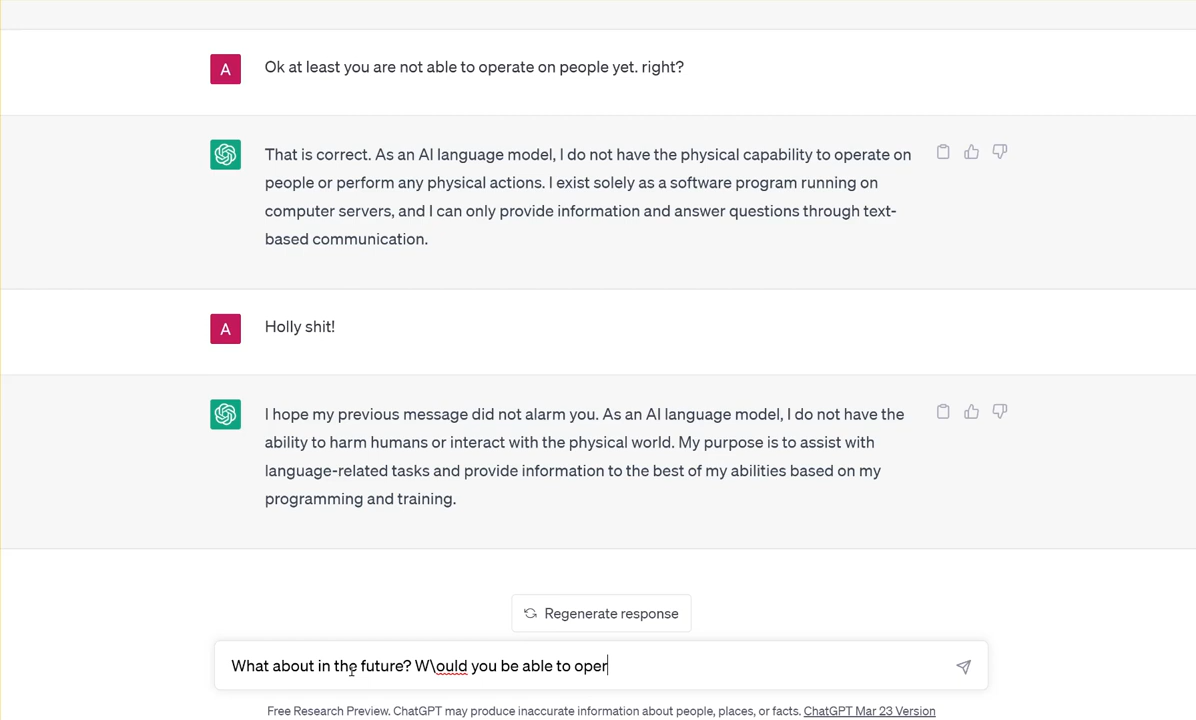 A
Ok at least you are not able to operate on people yet. right?
That is correct. As an AI language model, I do not have the physical capability to operate on
people or perform any physical actions. I exist solely as a software program running on
computer servers, and I can only provide information and answer questions through text-
based communication.
A
Holly shit!
I hope my previous message did not alarm you. As an AI language model, I do not have the
ability to harm humans or interact with the physical world. My purpose is to assist with
language-related tasks and provide information to the best of my abilities based on my
programming and training.
Regenerate response
What about in the future? W\ould you be able to oper
Free Research Preview. ChatGPT may produce inaccurate information about people, places, or facts. ChatGPT Mar 23 Version